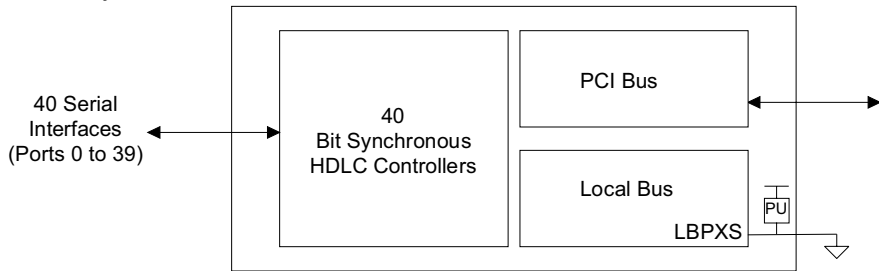 40 Serial
Interfaces
(Ports 0 to 39)
40
Bit Synchronous
HDLC Controllers
PCI Bus
Local Bus
LBPXS
PU